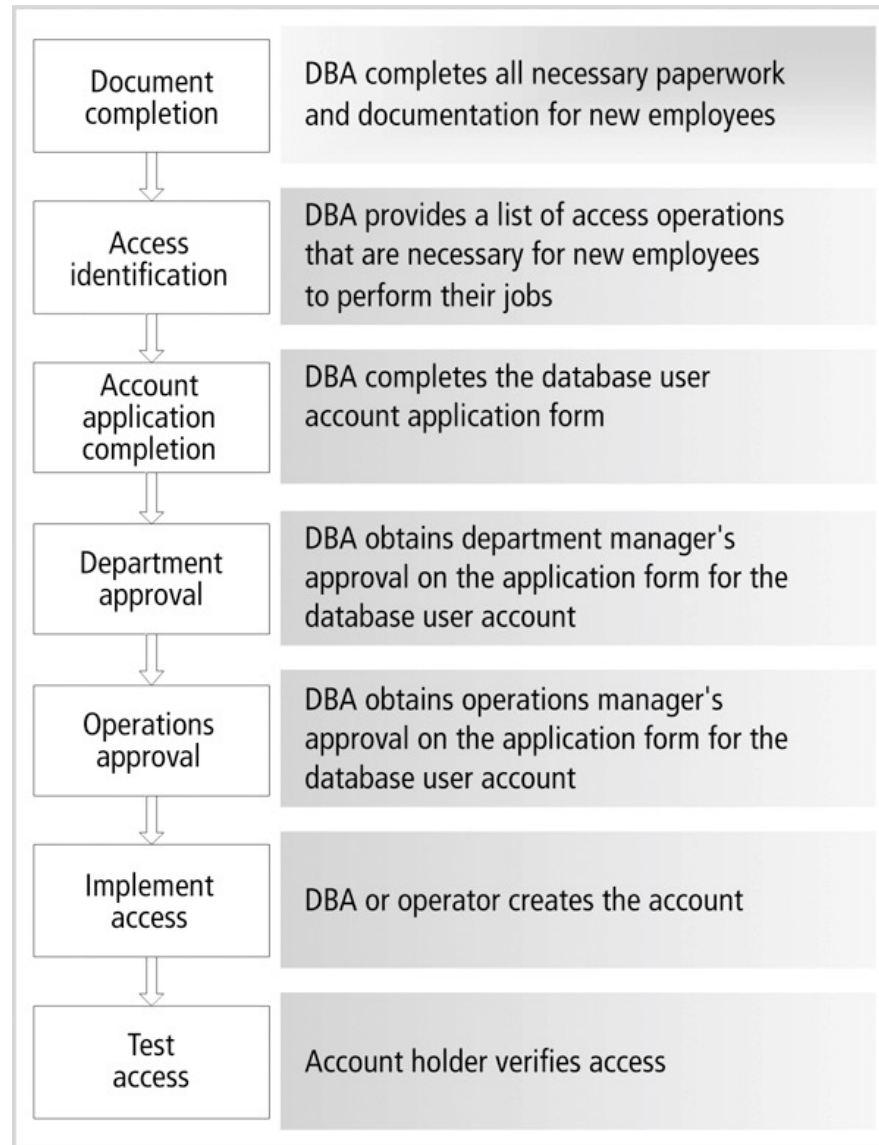 Document
completion
DBA completes all necessary paperwork
and documentation for new employees
Access
identification
DBA provides a list of access operations
that are necessary for new employees
to perform their jobs
Account
application
completion
DBA completes the database user
account application form
Department
approval
DBA obtains department manager's
approval on the application form for the
database user account
Operations
approval
DBA obtains operations manager's
approval on the application form for the
database user account
Implement
access
DBA or operator creates the account
Test
access
Account holder verifies access